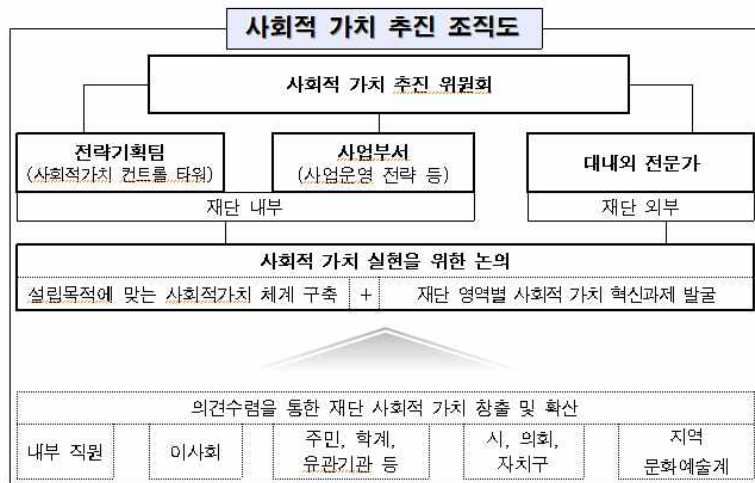 사회적 가치 추진 조직도
사회적 가치 추진 위원회
전략기획팀
(사회적가치 컨트롤 타워)
사업부서
(사업운영 전략 등)
대내외 전문가
재단 내부
재단 외부
사회적 가치 실현을 위한 논의
설립목적에 맞는 사회적가치 체계 구축
+
재단 영역별 사회적 가치 혁신과제 발굴
의견수렴을 통한 재단 사회적 가치 창출 및 확산
내부 직원
이사회
주민, 학계,
유관기관 등
시, 의회,
자치구
지역
문화예술계